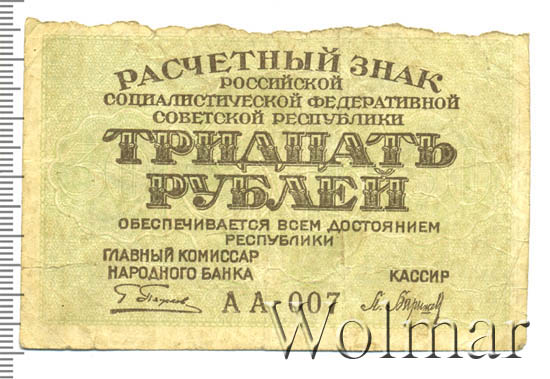 РАСЧЕТНЫЙ ЗНАК
РОССИЙСКОЙ
СОЦИАЛИСТИЧЕСКОЙ ФЕДЕРАТИВНОЙ
СОВЕТСКОЙ РЕСПУБЛИКИ
ТРИДЦАТЬ
РУБЛЕЙ
ОБЕСПЕЧИВАЕТСЯ ВСЕМ ДОСТОЯНИЕМ
РЕСПУБЛИКИ
ГЛАВНЫЙ КОМИССАР
НАРОДНОГО БАНКА
КАССИР
АА-007
Wolmar